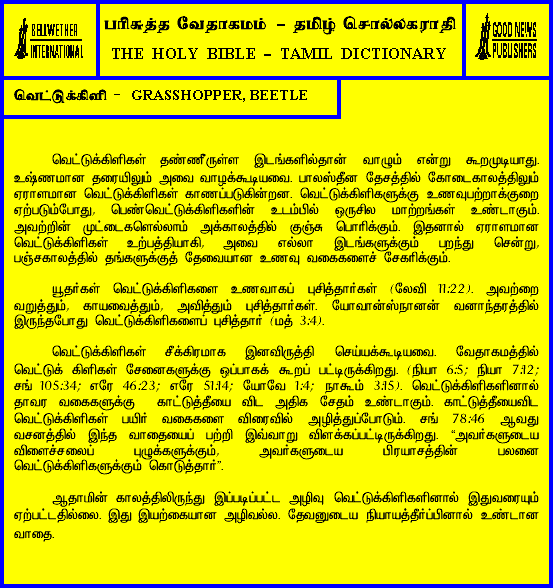 BELLWETHER
INTERNATIONAL
பரிசுத்த வேதாகமம் – தமிழ் சொல்லகராதி
THE HOLY BIBLE – TAMIL DICTIONARY
GOOD NEWS
PUBLISHERS
வெட்டுக்கிளி – GRASSHOPPER, BEETLE
வெட்டுக்கிளிகள் தண்ணீருள்ள இடங்களில்தான் வாழும் என்று கூறமுடியாது.
உஷ்ணமான தரையிலும் அவை வாழக்கூடியவை. பாலஸ்தீன தேசத்தில் கோடைகாலத்திலும்
ஏராளமான வெட்டுக்கிளிகள் காணப்படுகின்றன. வெட்டுக்கிளிகளுக்கு உணவுபற்றாக்குறை
ஏற்படும்போது, பெண்வெட்டுக்கிளிகளின் உடம்பில் ஒருசில மாற்றங்கள் உண்டாகும்.
அவற்றின் முட்டைகளெல்லாம் அக்காலத்தில் குஞ்சு பொரிக்கும். இதனால் ஏராளமான
வெட்டுக்கிளிகள் உற்பத்தியாகி, அவை எல்லா இடங்களுக்கும் பறந்து சென்று,
பஞ்சகாலத்தில் தங்களுக்குத் தேவையான உணவு வகைகளைச் சேகரிக்கும்.
யூதர்கள் வெட்டுக்கிளிகளை உணவாகப் புசித்தார்கள் (லேவி 11:22). அவற்றை
வறுத்தும், காயவைத்தும், அவித்தும் புசித்தார்கள். யோவான்ஸ்நானன் வனாந்தரத்தில்
இருந்தபோது வெட்டுக்கிளிகளைப் புசித்தார் (மத் 3:4).
வெட்டுக்கிளிகள் சீக்கிரமாக இனவிருத்தி செய்யக்கூடியவை. வேதாகமத்தில்
வெட்டுக் கிளிகள் சேனைகளுக்கு ஒப்பாகக் கூறப் பட்டிருக்கிறது. (நியா 6:5; நியா 7:12;
சங் 105:34; எரே 46:23; எரே 51:14; யோவே 1:4; நாகூம் 3:15). வெட்டுக்கிளிகளினால்
தாவர வகைகளுக்கு காட்டுத்தீயை விட அதிக சேதம் உண்டாகும். காட்டுத்தீயைவிட
வெட்டுக்கிளிகள் பயிர் வகைகளை விரைவில் அழித்துப்போடும். சங் 78:46 ஆவது
வசனத்தில் இந்த வாதையைப் பற்றி இவ்வாறு விளக்கப்பட்டிருக்கிறது. “அவர்களுடைய
விளைச்சலைப் புழுக்களுக்கும், அவர்களுடைய பிரயாசத்தின் பலனை
வெட்டுக்கிளிகளுக்கும் கொடுத்தார்”.
ஆதாமின் காலத்திலிருந்து இப்படிப்பட்ட அழிவு வெட்டுக்கிளிகளினால் இதுவரையும்
ஏற்பட்டதில்லை. இது இயற்கையான அழிவல்ல. தேவனுடைய நியாயத்தீர்ப்பினால் உண்டான
வாதை.